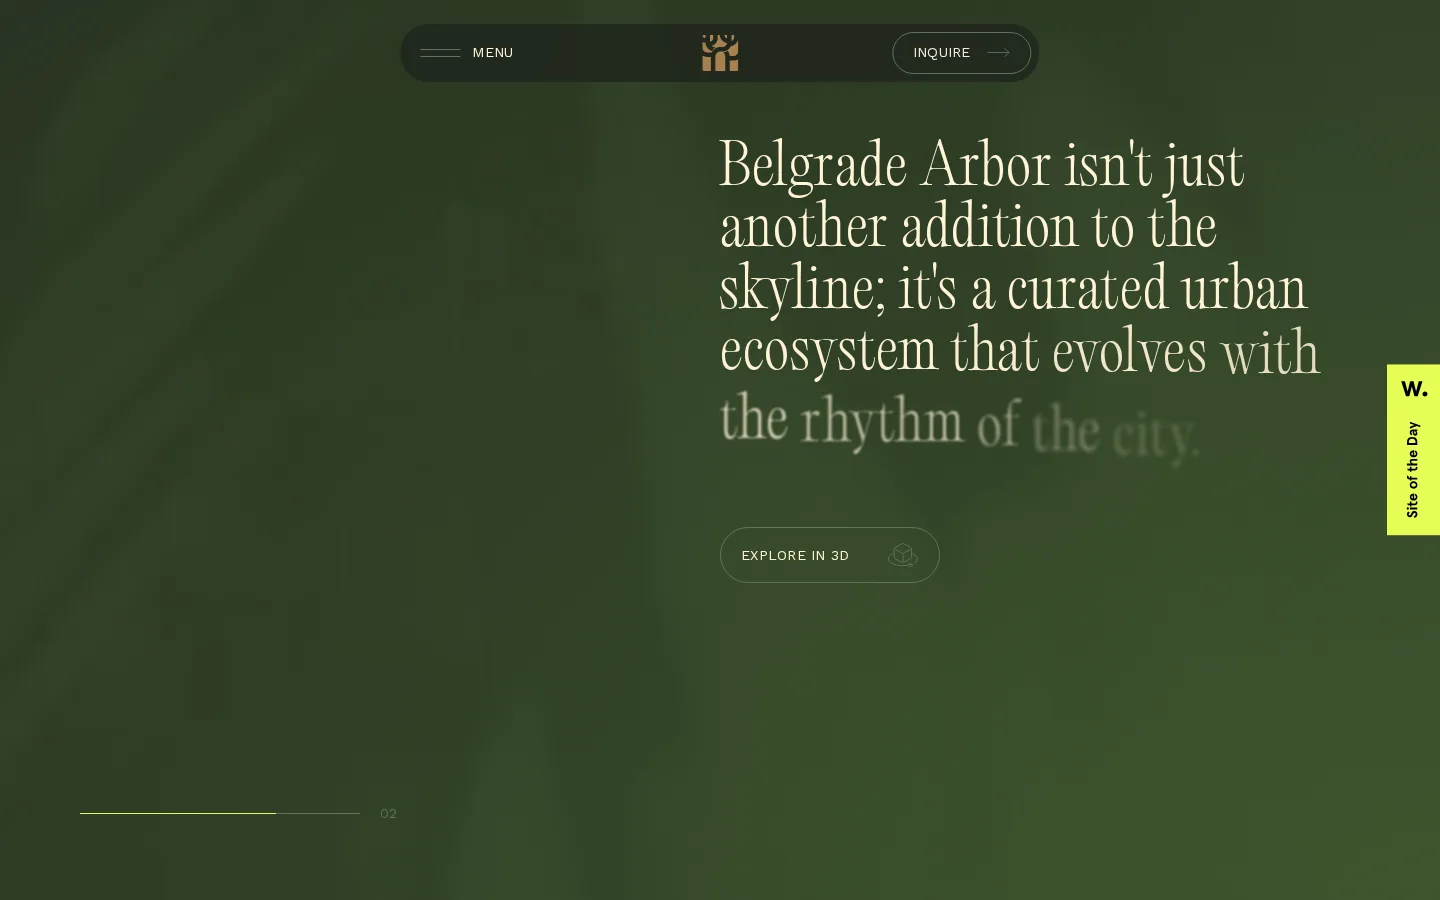 MENU
INQUIRE
Belgrade Arbor isn't just
another addition to the
skyline; it's a curated urban
ecosystem that evolves with
the rhythm of the city.
W.
Site of the Day
EXPLORE IN 3D
02